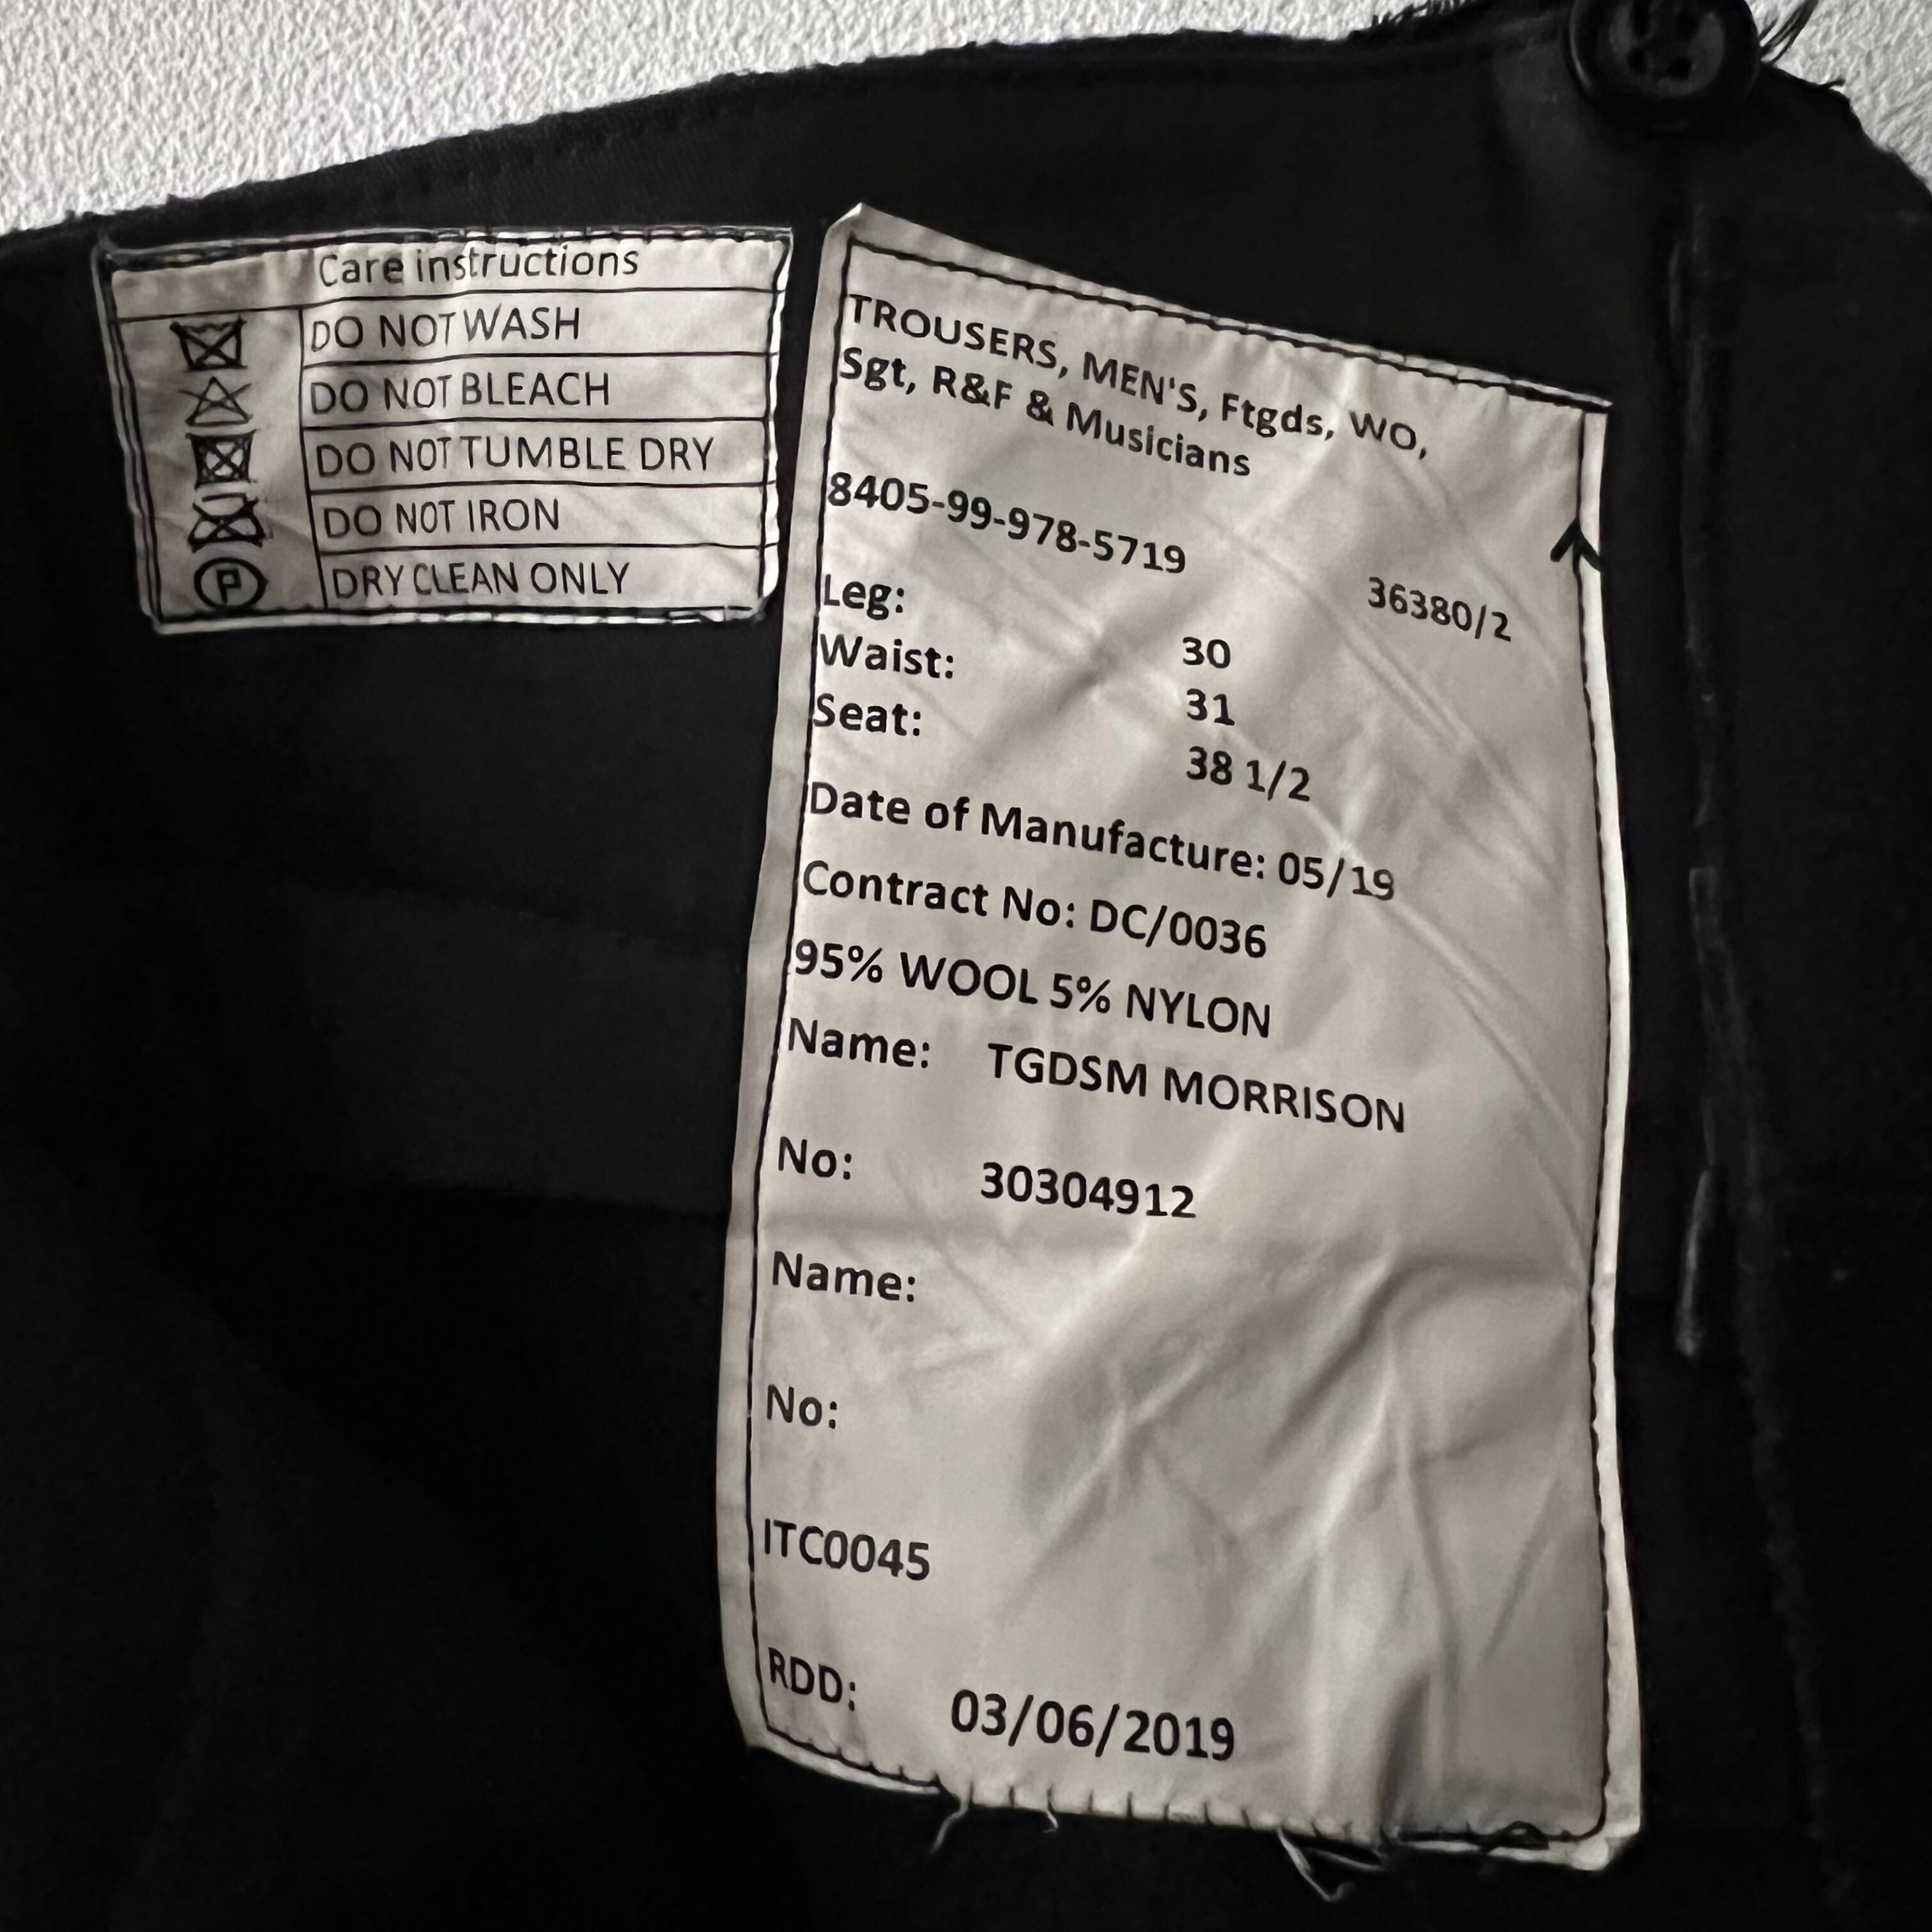 Care instructions
DO NOT WASH
DO NOT BLEACH
DO NOT TUMBLE DRY
DO NOT IRON
P DRY CLEAN ONLY
TROUSERS, MEN'S, Ftgds, WO,
Sgt, R&F & Musicians
8405-99-978-5719
36380/2
Leg: 30
Waist: 31
Seat: 38 1/2
Date of Manufacture: 05/19
Contract No: DC/0036
95% WOOL 5% NYLON
Name: TGDSM MORRISON
No: 30304912
Name:
No:
ITC0045
RDD: 03/06/2019